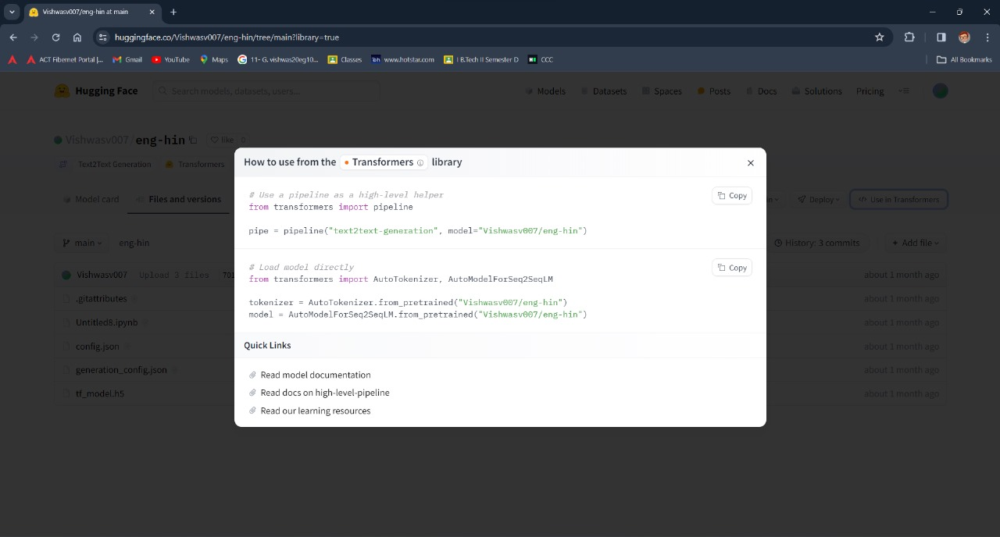 Vishwasv007/eng-hin at main
huggingface.co/Vishwasv007/eng-hin/tree/main?library=true
ACT Fibernet Portal |... Gmail YouTube Maps 11- G. vishwas20eg10... Classes www.hotstar.com I B.Tech II Semester D CCC All Bookmarks
Hugging Face Search models, datasets, users... Models Datasets Spaces Posts Docs Solutions Pricing
Vishwasv007/eng-hin like 0
Text2Text Generation Transformers
Model card Files and versions Deploy </> Use in Transformers
main eng-hin History: 3 commits + Add file
Vishwasv007 Upload 3 files 701 about 1 month ago
.gitattributes about 1 month ago
Untitled8.ipynb about 1 month ago
config.json about 1 month ago
generation_config.json about 1 month ago
tf_model.h5 about 1 month ago
How to use from the Transformers library
# Use a pipeline as a high-level helper Copy
from transformers import pipeline
pipe = pipeline("text2text-generation", model="Vishwasv007/eng-hin")
# Load model directly Copy
from transformers import AutoTokenizer, AutoModelForSeq2SeqLM
tokenizer = AutoTokenizer.from_pretrained("Vishwasv007/eng-hin")
model = AutoModelForSeq2SeqLM.from_pretrained("Vishwasv007/eng-hin")
Quick Links
Read model documentation
Read docs on high-level-pipeline
Read our learning resources